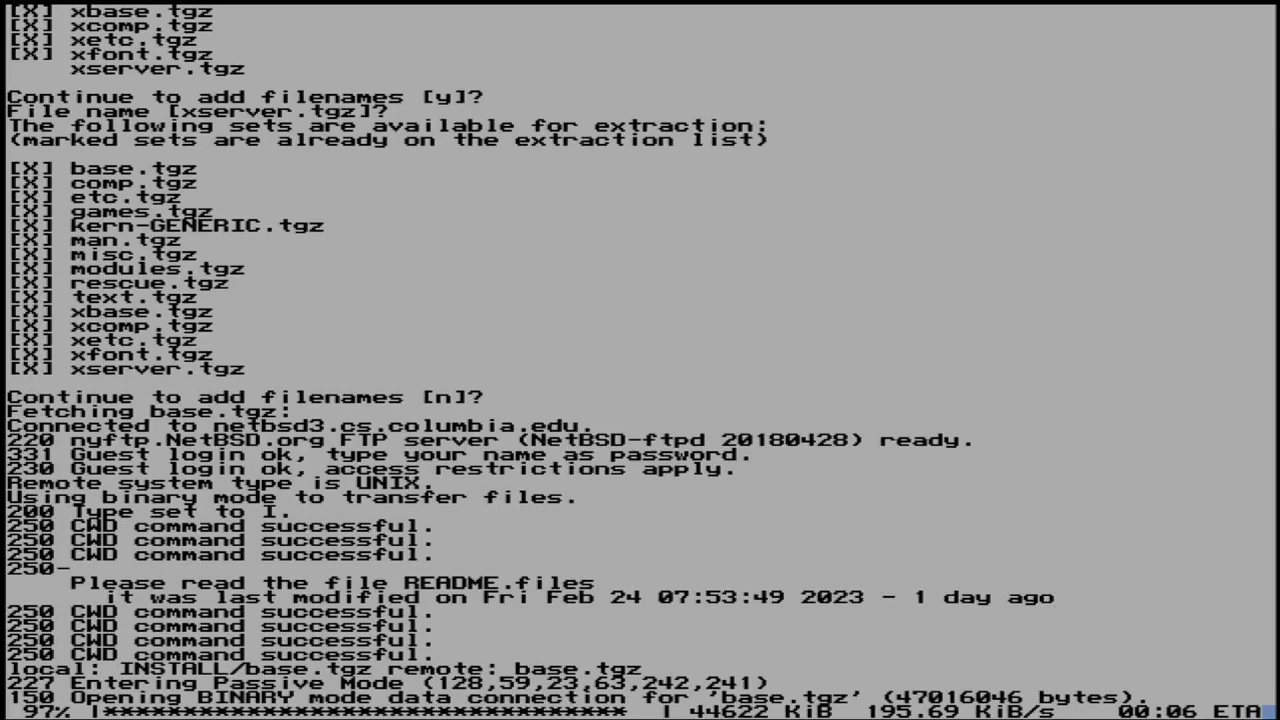 [X] xbase.tgz
[X] xcomp.tgz
[X] xetc.tgz
[X] xfont.tgz
    xserver.tgz
Continue to add filenames [y]?
File name [xserver.tgz]?
The following sets are available for extraction:
(marked sets are already on the extraction list)
[X] base.tgz
[X] comp.tgz
[X] etc.tgz
[X] games.tgz
[X] kern-GENERIC.tgz
[X] man.tgz
[X] misc.tgz
[X] modules.tgz
[X] rescue.tgz
[X] text.tgz
[X] xbase.tgz
[X] xcomp.tgz
[X] xetc.tgz
[X] xfont.tgz
[X] xserver.tgz
Continue to add filenames [n]?
Fetching base.tgz:
Connected to netbsd3.cs.columbia.edu.
220 nyftp.NetBSD.org FTP server (NetBSD-ftpd 20180428) ready.
331 Guest login ok, type your name as password.
230 Guest login ok, access restrictions apply.
Remote system type is UNIX.
Using binary mode to transfer files.
200 Type set to I.
250 CWD command successful.
250 CWD command successful.
250 CWD command successful.
250-
    Please read the file README.files
      it was last modified on Fri Feb 24 07:53:49 2023 - 1 day ago
250 CWD command successful.
250 CWD command successful.
250 CWD command successful.
250 CWD command successful.
local: INSTALL/base.tgz remote: base.tgz
227 Entering Passive Mode (128,59,23,63,242,241)
150 Opening BINARY mode data connection for 'base.tgz' (47016046 bytes).
 97% |********************************* | 44622 KiB  195.69 KiB/s    00:06 ETA